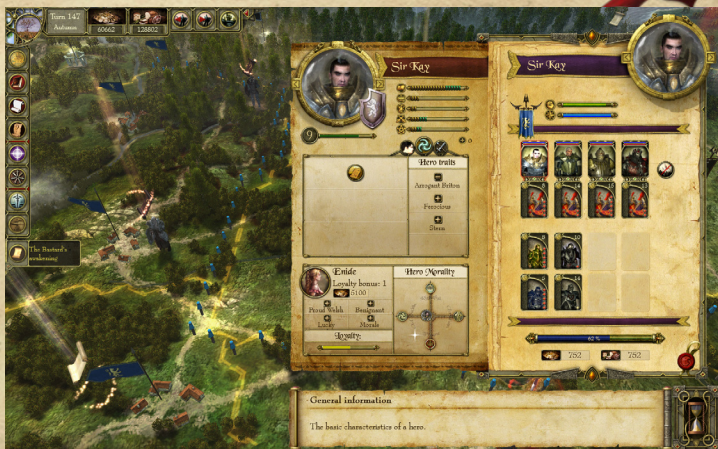 Turn 147
Autumn
60662
128802
The Bastard's
awakening
Sir Kay
9
Hero traits
Arrogant Briton
Ferocious
Stern
Enide
Loyalty bonus: 1
5100
Proud Welsh
Benignant
Lucky
Morale
Loyalty:
Hero Morality
Sir Kay
62 %
752
752
General information
The basic characteristics of a hero.